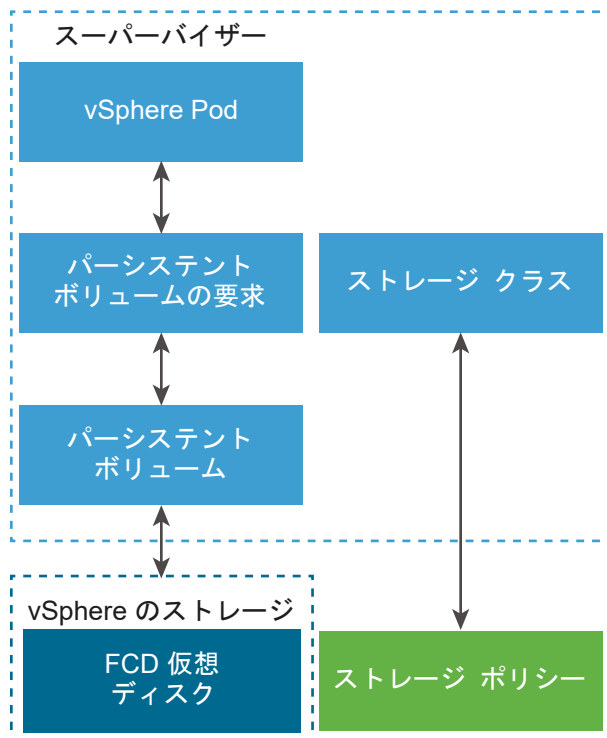 スーパーバイザー
vSphere Pod
パーシステント
ボリュームの要求
ストレージ クラス
パーシステント
ボリューム
vSphere のストレージ
FCD 仮想
ディスク
ストレージ ポリシー